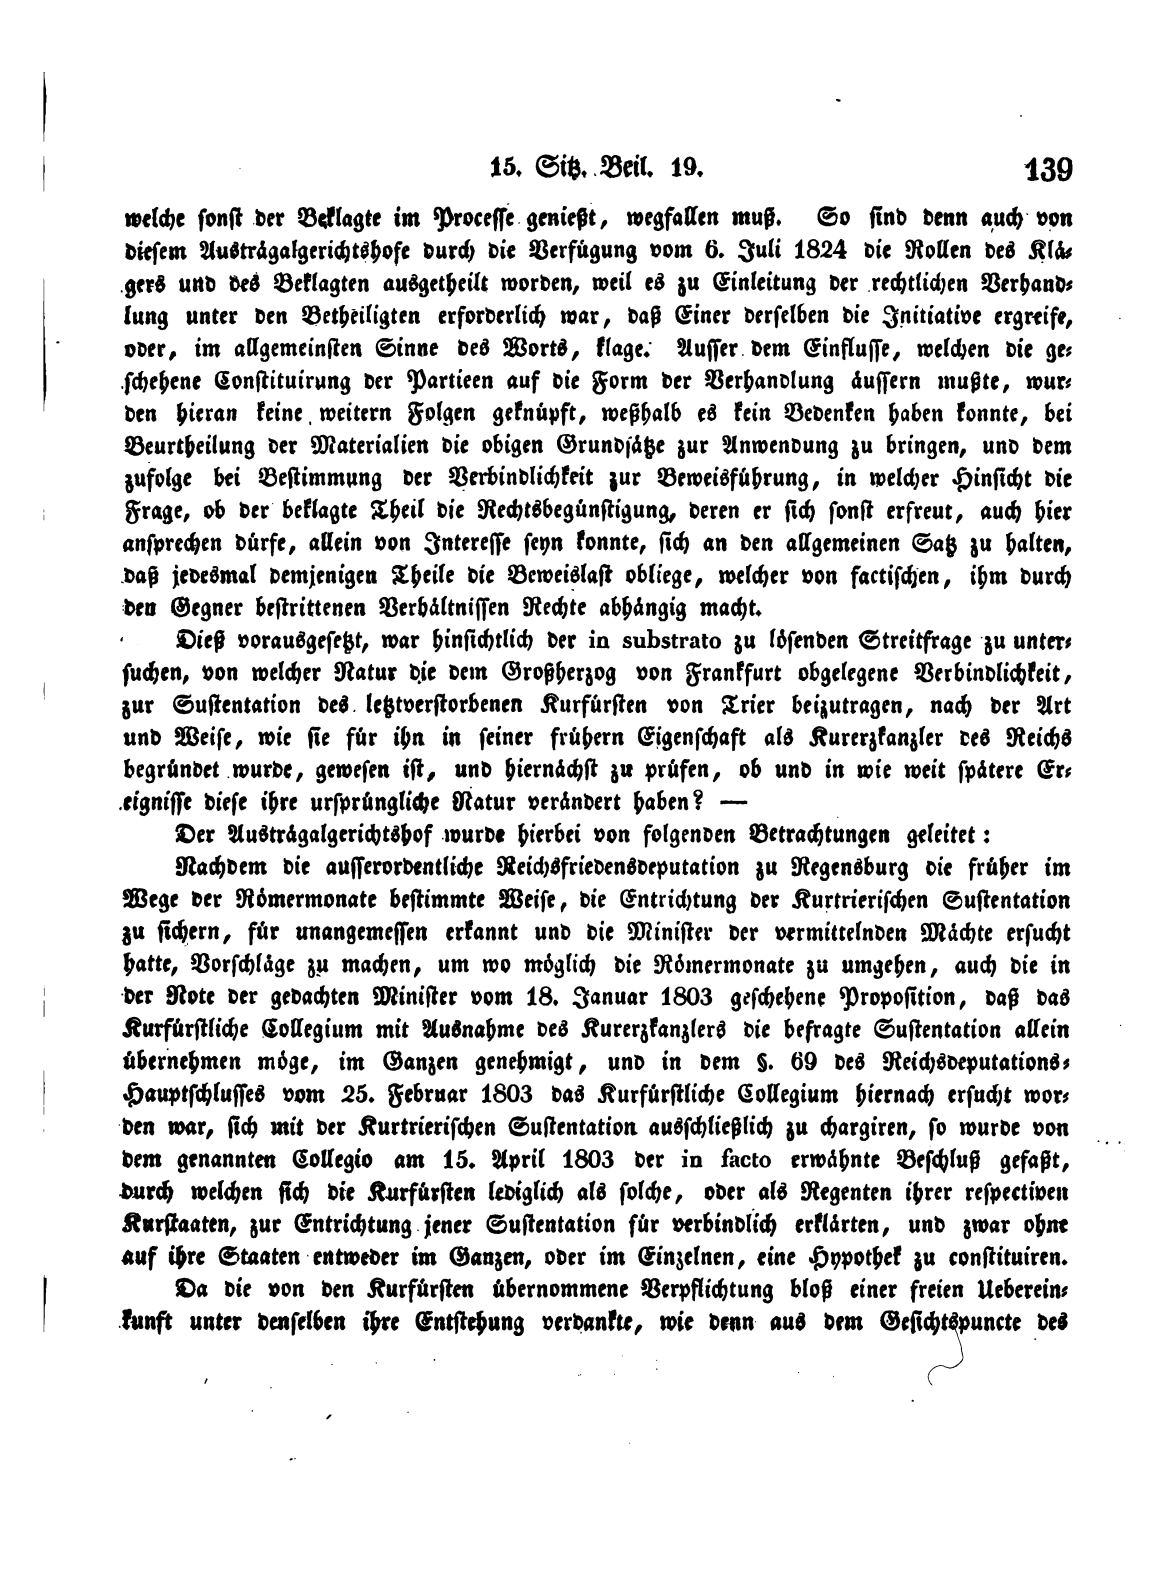 15. Sitz. Beil. 19. 139
welche sonst der Beklagte im Processe genießt, wegfallen muß. So sind denn auch von
diesem Austrägalgerichtshofe durch die Verfügung vom 6. Juli 1824 die Rollen des Klä-
gers und des Beklagten ausgetheilt worden, weil es zu Einleitung der rechtlichen Verhand-
lung unter den Betheiligten erforderlich war, daß Einer derselben die Initiative ergreife,
oder, im allgemeinsten Sinne des Worts, klage. Ausser dem Einflusse, welchen die ge-
schehene Constituirung der Partieen auf die Form der Verhandlung äussern mußte, wur-
den hieran keine weitern Folgen geknüpft, weßhalb es kein Bedenken haben konnte, bei
Beurtheilung der Materialien die obigen Grundsätze zur Anwendung zu bringen, und dem
zufolge bei Bestimmung der Verbindlichkeit zur Beweisführung, in welcher Hinsicht die
Frage, ob der beklagte Theil die Rechtsbegünstigung, deren er sich sonst erfreut, auch hier
ansprechen dürfe, allein von Interesse seyn konnte, sich an den allgemeinen Satz zu halten,
daß jedesmal demjenigen Theile die Beweislast obliege, welcher von factischen, ihm durch
den Gegner bestrittenen Verhältnissen Rechte abhängig macht.
Dieß vorausgesetzt, war hinsichtlich der in substrato zu lösenden Streitfrage zu unter-
suchen, von welcher Natur die dem Großherzog von Frankfurt obgelegene Verbindlichkeit,
zur Sustentation des letztverstorbenen Kurfürsten von Trier beizutragen, nach der Art
und Weise, wie sie für ihn in seiner frühern Eigenschaft als Kurerzkanzler des Reichs
begründet wurde, gewesen ist, und hiernächst zu prüfen, ob und in wie weit spätere Er-
eignisse diese ihre ursprüngliche Natur verändert haben? —
Der Austrägalgerichtshof wurde hierbei von folgenden Betrachtungen geleitet:
Nachdem die ausserordentliche Reichsfriedensdeputation zu Regensburg die früher im
Wege der Römermonate bestimmte Weise, die Entrichtung der Kurtrierischen Sustentation
zu sichern, für unangemessen erkannt und die Minister der vermittelnden Mächte ersucht
hatte, Vorschläge zu machen, um wo möglich die Römermonate zu umgehen, auch die in
der Note der gedachten Minister vom 18. Januar 1803 geschehene Proposition, daß das
Kurfürstliche Collegium mit Ausnahme des Kurerzkanzlers die befragte Sustentation allein
übernehmen möge, im Ganzen genehmigt, und in dem §. 69 des Reichsdeputations-
Hauptschlusses vom 25. Februar 1803 das Kurfürstliche Collegium hiernach ersucht wor-
den war, sich mit der Kurtrierischen Sustentation ausschließlich zu chargiren, so wurde von
dem genannten Collegio am 15. April 1803 der in facto erwähnte Beschluß gefaßt,
durch welchen sich die Kurfürsten lediglich als solche, oder als Regenten ihrer respectiven
Kurstaaten, zur Entrichtung jener Sustentation für verbindlich erklärten, und zwar ohne
auf ihre Staaten entweder im Ganzen, oder im Einzelnen, eine Hypothek zu constituiren.
Da die von den Kurfürsten übernommene Verpflichtung bloß einer freien Ueberein-
kunft unter denselben ihre Entstehung verdankte, wie denn aus dem Gesichtspuncte des